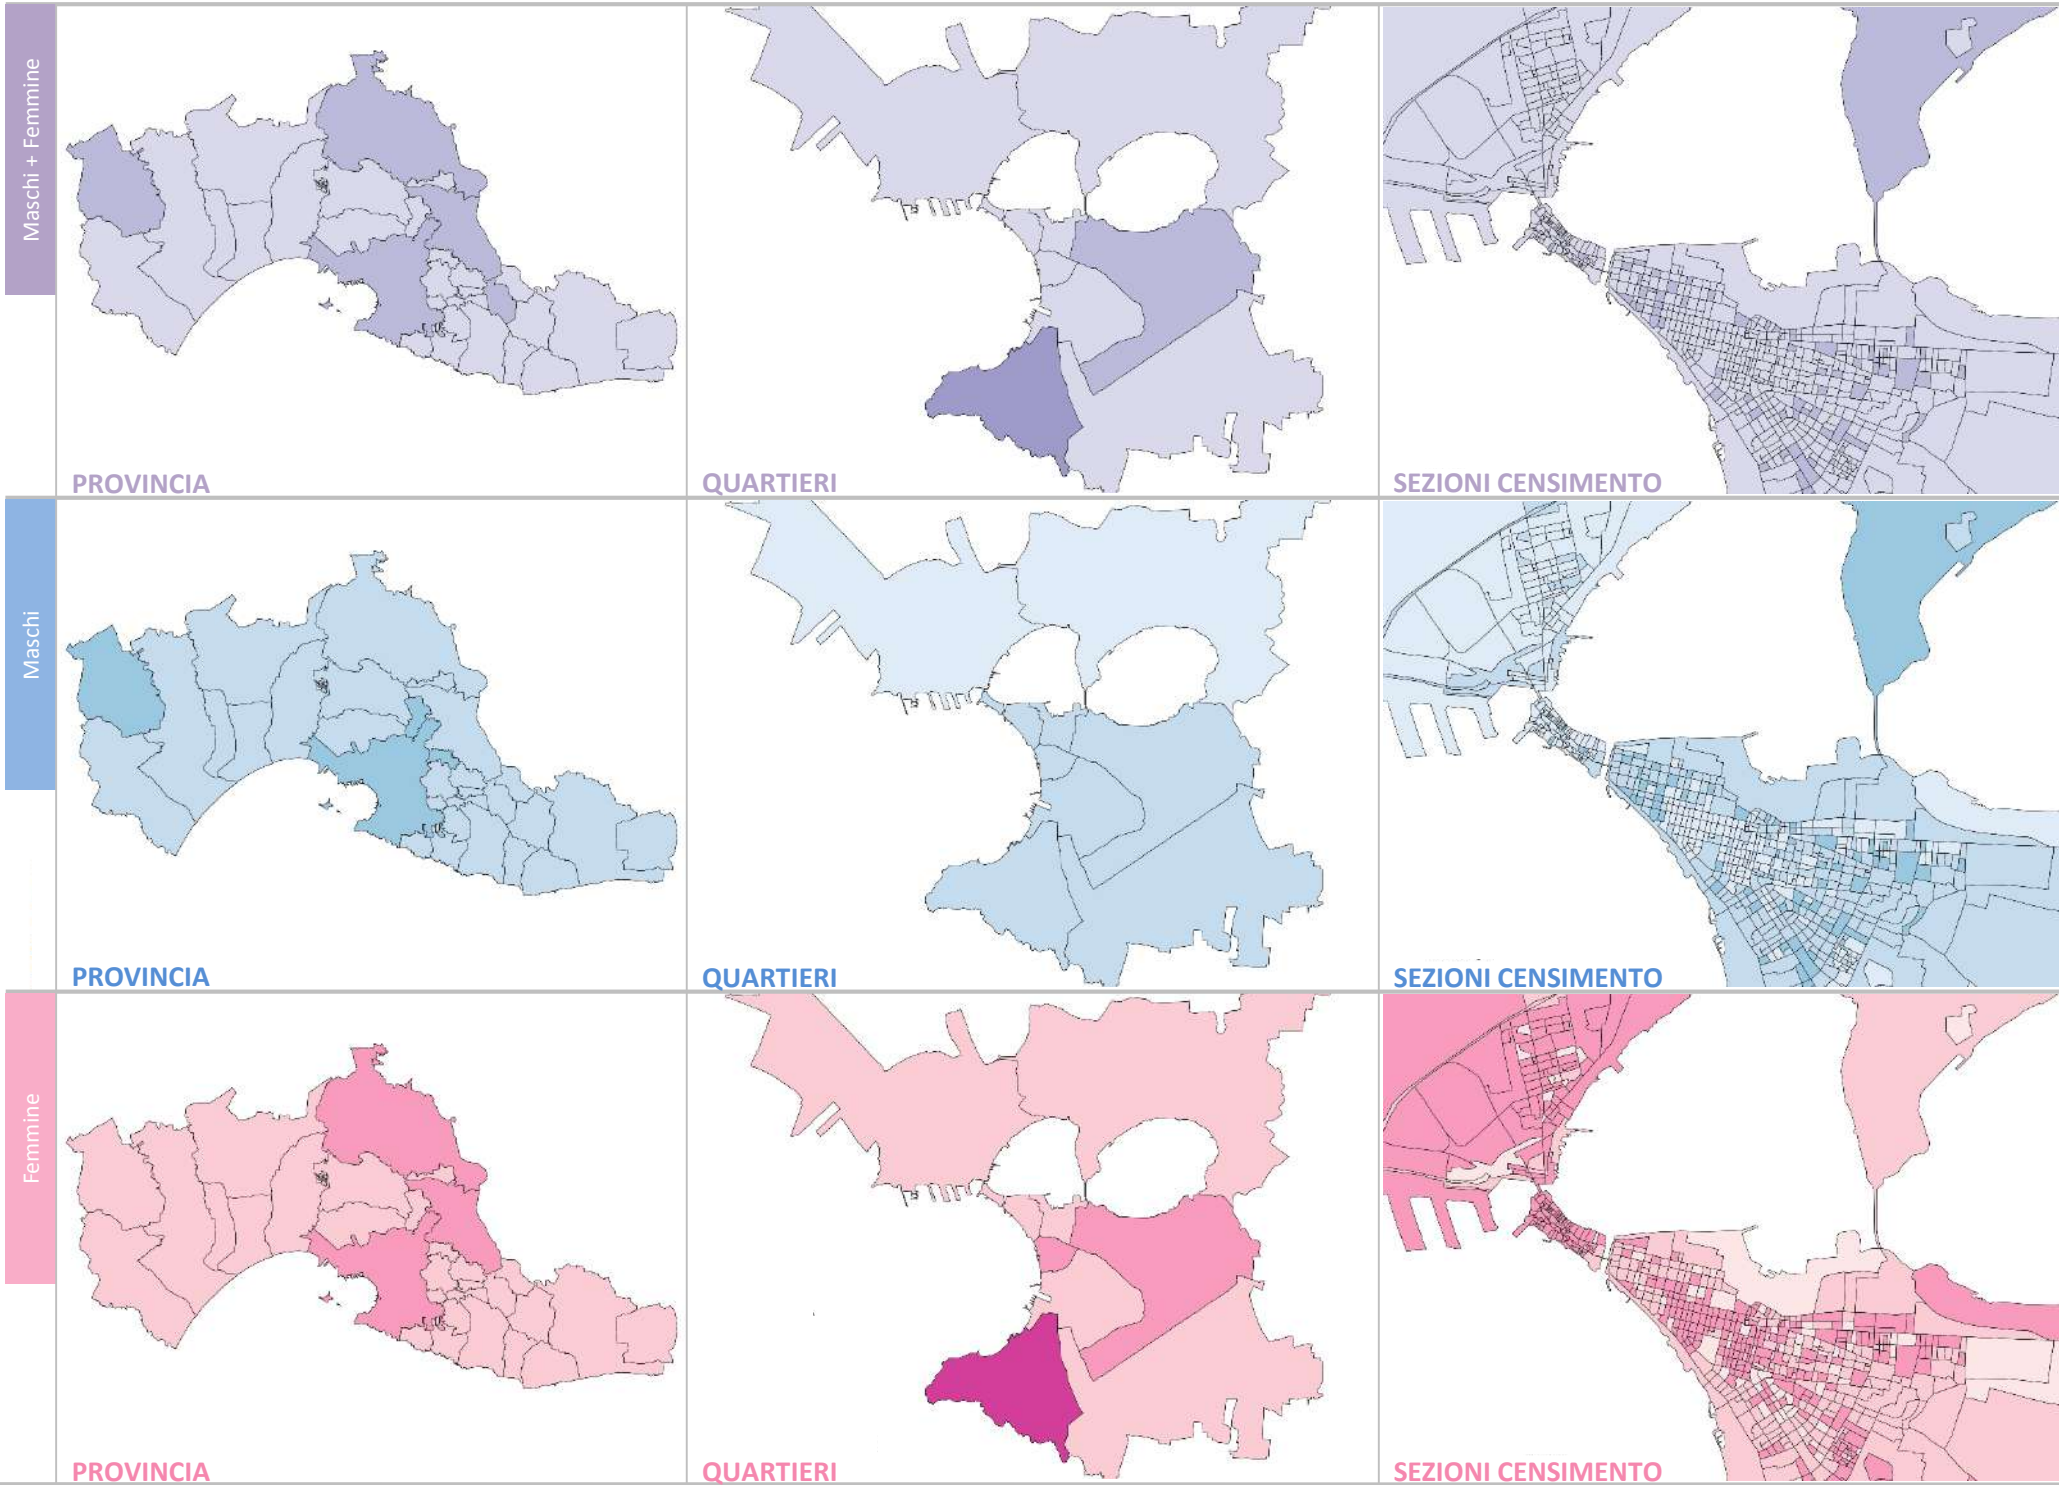 Maschi + Femmine
PROVINCIA
QUARTIERI
SEZIONI CENSIMENTO
Maschi
PROVINCIA
QUARTIERI
SEZIONI CENSIMENTO
Femmine
PROVINCIA
QUARTIERI
SEZIONI CENSIMENTO